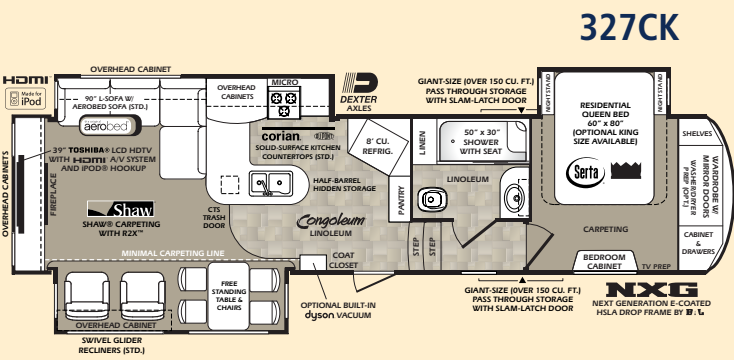 327CK
HDMI
Made for
iPod
OVERHEAD CABINET
90" L-SOFA W/
AEROBED SOFA (STD.)
aerobed
OVERHEAD
CABINETS
MICRO
DEXTER
AXLES
GIANT-SIZE (OVER 150 CU. FT.)
PASS THROUGH STORAGE
WITH SLAM-LATCH DOOR
NIGHTSTAND
NIGHTSTAND
RESIDENTIAL
QUEEN BED
60" x 80"
(OPTIONAL KING
SIZE AVAILABLE)
Serta
OVERHEAD CABINETS
39" TOSHIBA® LCD HDTV
WITH HDMI A/V SYSTEM
AND IPOD® HOOKUP
FIREPLACE
corian
SOLID-SURFACE KITCHEN
COUNTERTOPS (STD.)
8' CU.
REFRIG.
LINEN
50" x 30"
SHOWER
WITH SEAT
LINOLEUM
SHELVES
WARDROBE W/
MIRROR DOORS
WASHER/DRYER
PREP (OPT.)
CABINET
&
DRAWERS
HALF-BARREL
HIDDEN STORAGE
PANTRY
Shaw
SHAW® CARPETING
WITH R2X™
CTS
TRASH
DOOR
Congoleum
LINOLEUM
STEP
STEP
CARPETING
MINIMAL CARPETING LINE
COAT
CLOSET
BEDROOM
CABINET
TV PREP
FREE
STANDING
TABLE &
CHAIRS
OVERHEAD CABINET
SWIVEL GLIDER
RECLINERS (STD.)
OPTIONAL BUILT-IN
dyson VACUUM
GIANT-SIZE (OVER 150 CU. FT.)
PASS THROUGH STORAGE
WITH SLAM-LATCH DOOR
NXG
NEXT GENERATION E-COATED
HSLA DROP FRAME BY